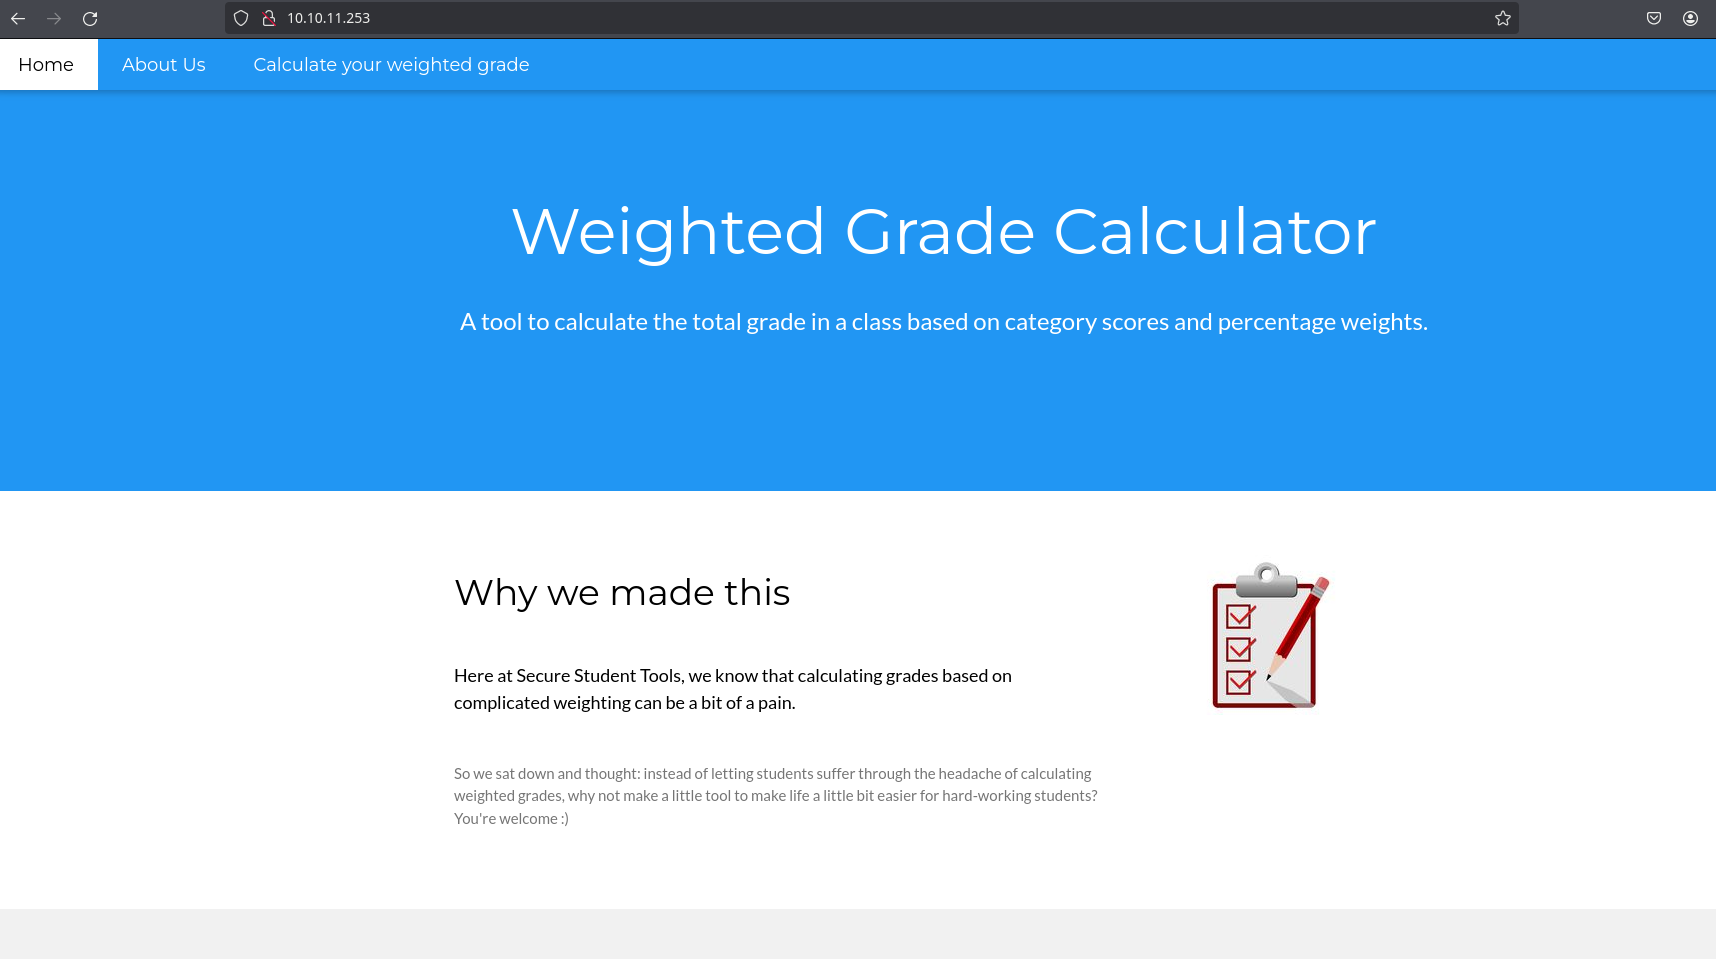 10.10.11.253
Home About Us Calculate your weighted grade
Weighted Grade Calculator
A tool to calculate the total grade in a class based on category scores and percentage weights.
Why we made this
Here at Secure Student Tools, we know that calculating grades based on
complicated weighting can be a bit of a pain.
So we sat down and thought: instead of letting students suffer through the headache of calculating
weighted grades, why not make a little tool to make life a little bit easier for hard-working students?
You're welcome :)